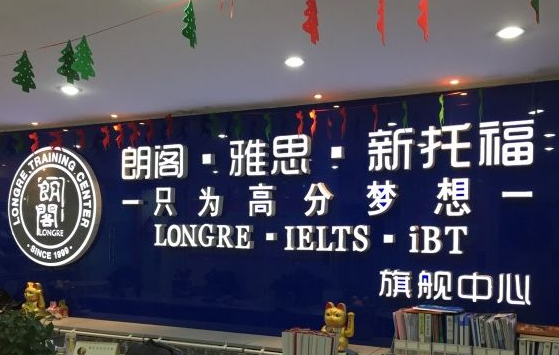 LONGRE TRAINING CENTER
朗閣
LONGRE
· SINCE 1999 ·
朗阁·雅思·新托福
一只为高分梦想一
LONGRE·IELTS·iBT
旗舰中心